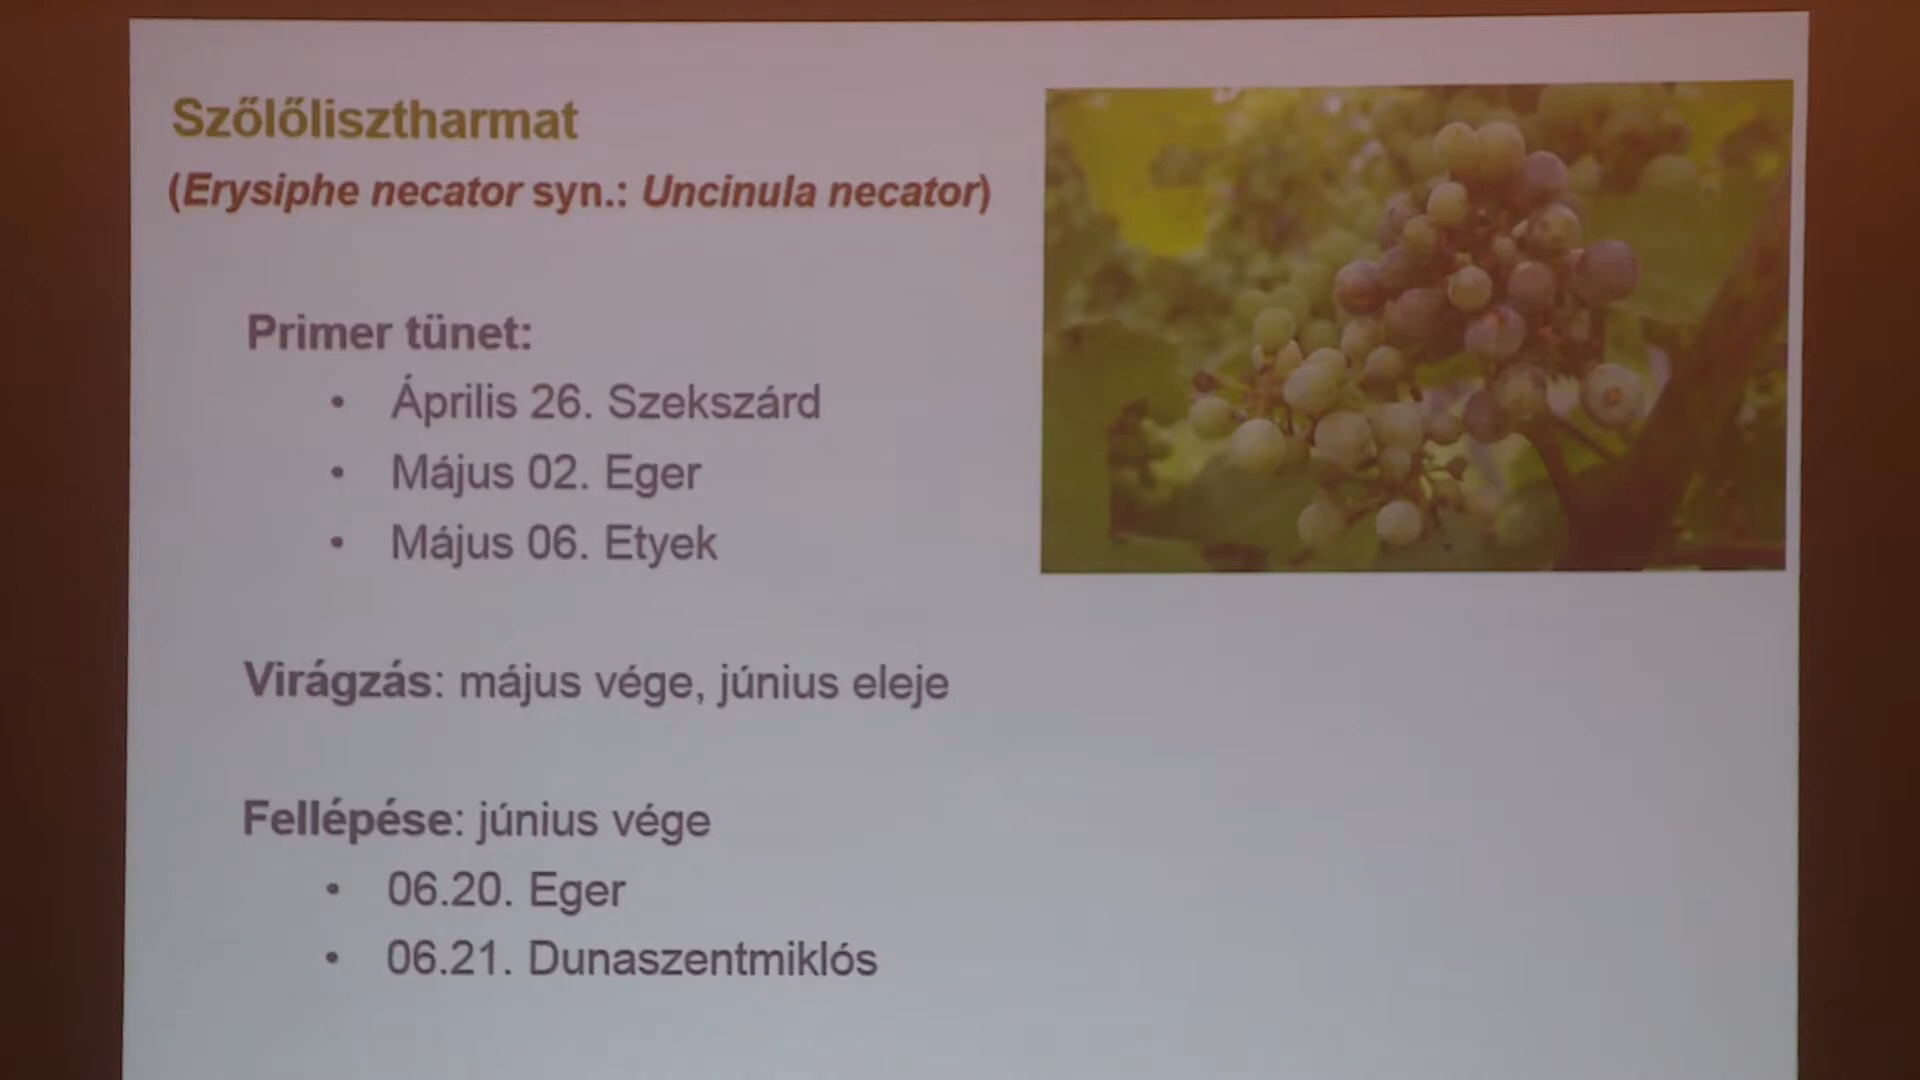 Szőlőlisztharmat
(Erysiphe necator syn.: Uncinula necator)
Primer tünet:
• Április 26. Szekszárd
• Május 02. Eger
• Május 06. Etyek
Virágzás: május vége, június eleje
Fellépése: június vége
• 06.20. Eger
• 06.21. Dunaszentmiklós